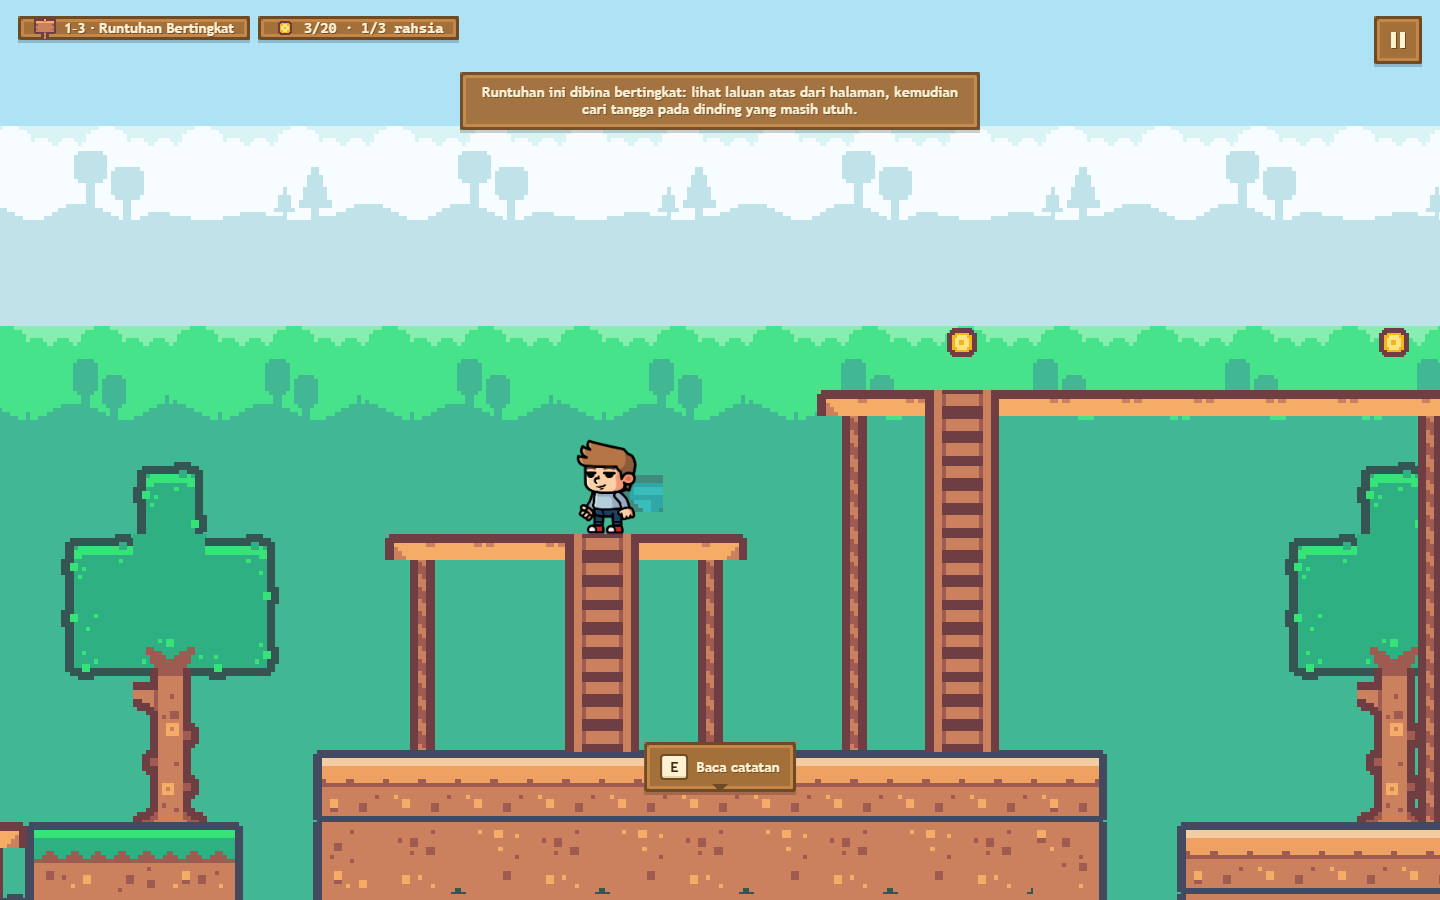 1-3 · Runtuhan Bertingkat
3/20 · 1/3 rahsia
Runtuhan ini dibina bertingkat: lihat laluan atas dari halaman, kemudian
cari tangga pada dinding yang masih utuh.
E Baca catatan